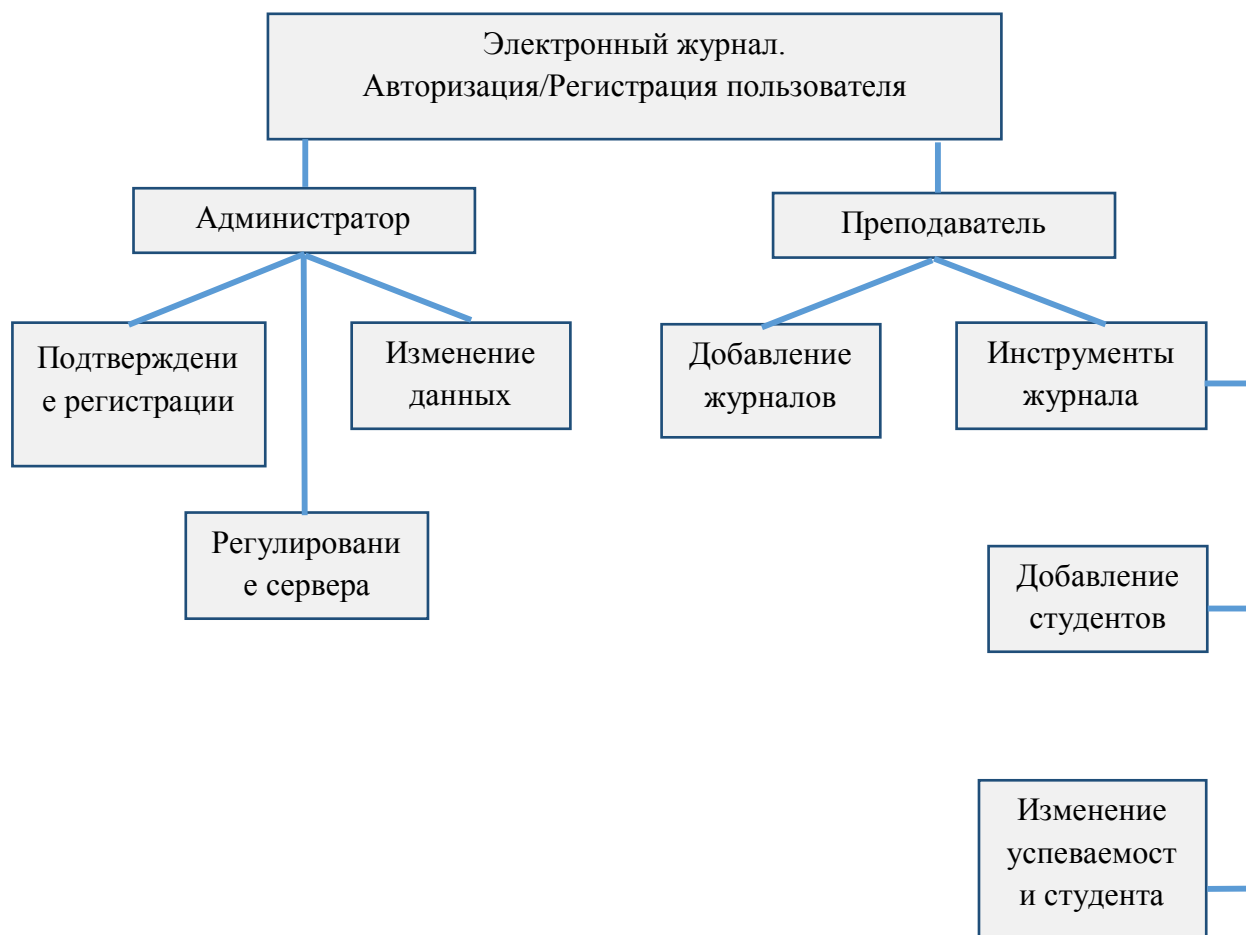 Электронный журнал.
Авторизация/Регистрация пользователя
Администратор
Преподаватель
Подтверждени
е регистрации
Изменение
данных
Добавление
журналов
Инструменты
журнала
Регулировани
е сервера
Добавление
студентов
Изменение
успеваемост
и студента